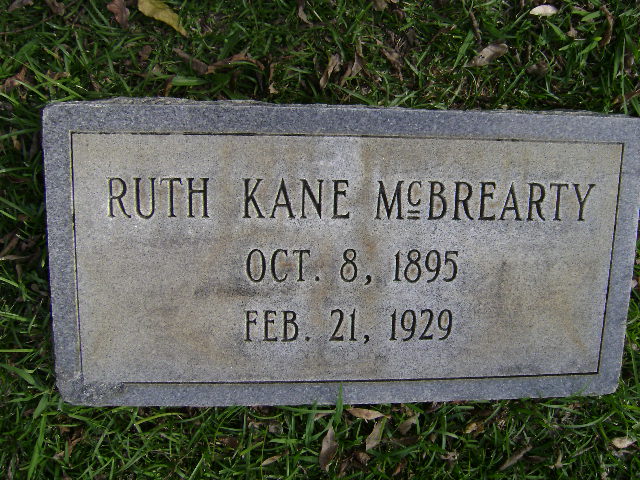 RUTH KANE McBREARTY
OCT. 8, 1895
FEB. 21, 1929